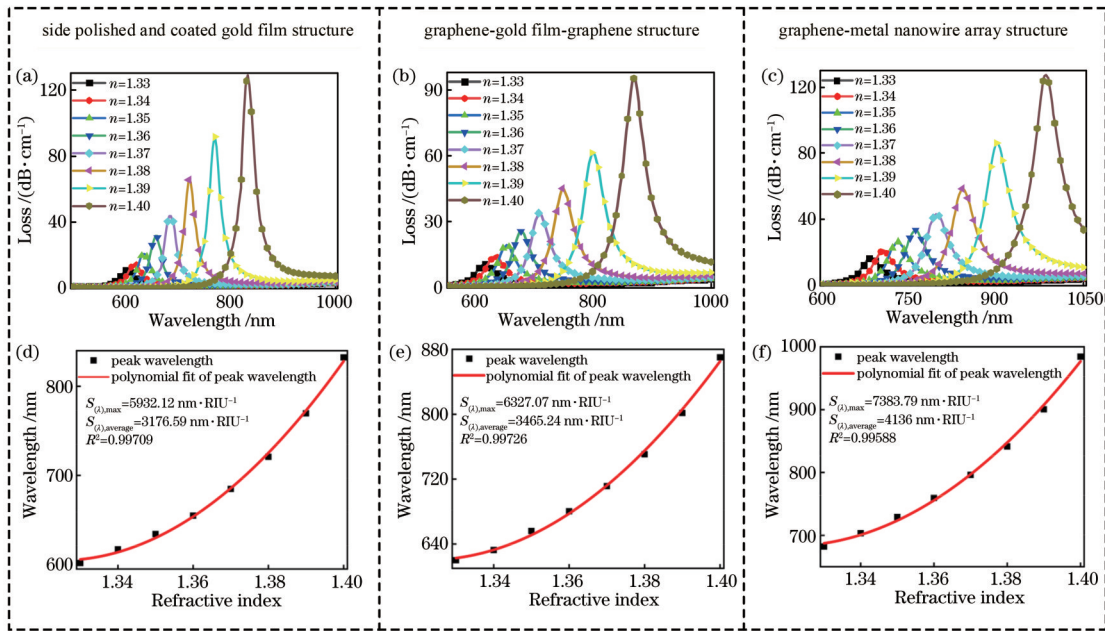 side polished and coated gold film structure
graphene-gold film-graphene structure
graphene-metal nanowire array structure
(a)
n=1.33
n=1.34
n=1.35
n=1.36
n=1.37
n=1.38
n=1.39
n=1.40
120
80
40
0
Loss /(dB·cm⁻¹)
600
800
1000
Wavelength /nm
(b)
n=1.33
n=1.34
n=1.35
n=1.36
n=1.37
n=1.38
n=1.39
n=1.40
90
60
30
0
Loss /(dB·cm⁻¹)
600
800
1000
Wavelength /nm
(c)
n=1.33
n=1.34
n=1.35
n=1.36
n=1.37
n=1.38
n=1.39
n=1.40
120
80
40
0
Loss /(dB·cm⁻¹)
600
750
900
1050
Wavelength /nm
(d)
peak wavelength
polynomial fit of peak wavelength
S(λ),max=5932.12 nm·RIU⁻¹
S(λ),average=3176.59 nm·RIU⁻¹
R²=0.99709
800
700
600
Wavelength/nm
1.34
1.36
1.38
1.40
Refractive index
(e)
peak wavelength
polynomial fit of peak wavelength
S(λ),max=6327.07 nm·RIU⁻¹
S(λ),average=3465.24 nm·RIU⁻¹
R²=0.99726
880
800
720
640
Wavelength/nm
1.34
1.36
1.38
1.40
Refractive index
(f)
peak wavelength
polynomial fit of peak wavelength
S(λ),max=7383.79 nm·RIU⁻¹
S(λ),average=4136 nm·RIU⁻¹
R²=0.99588
1000
900
800
700
Wavelength/nm
1.34
1.36
1.38
1.40
Refractive index